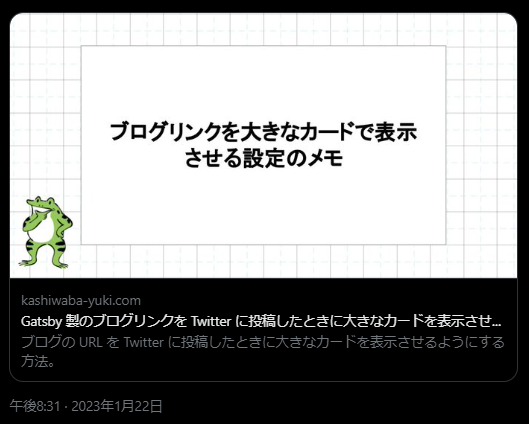 ブログリンクを大きなカードで表示
させる設定のメモ
kashiwaba-yuki.com
Gatsby 製のブログリンクを Twitter に投稿したときに大きなカードを表示させ...
ブログの URL を Twitter に投稿したときに大きなカードを表示させるようにする
方法。
午後8:31 · 2023年1月22日